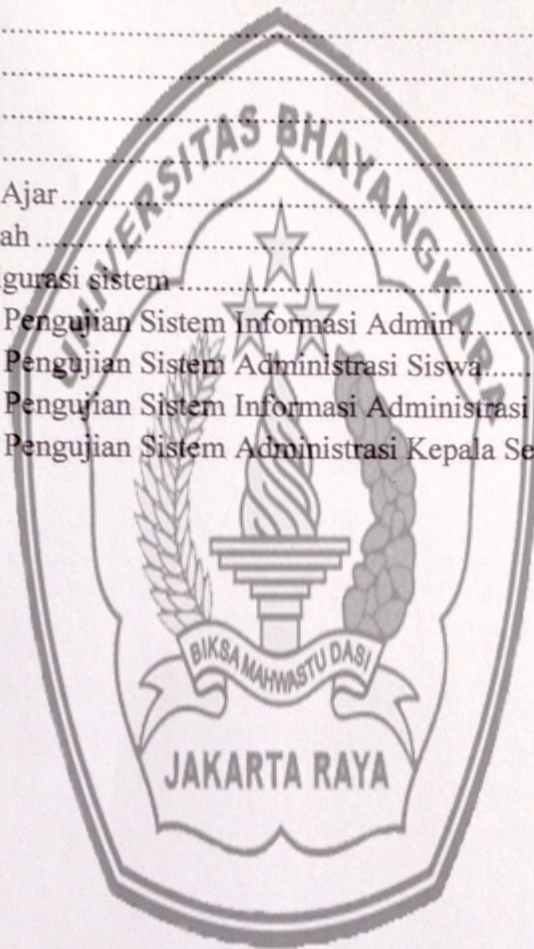 ................................................
................................................
................................................
................................................
Ajar................................................
ah................................................
igurasi sistem................................................
Pengujian Sistem Informasi Admin................
Pengujian Sistem Administrasi Siswa.......
Pengujian Sistem Informasi Administrasi
Pengujian Sistem Administrasi Kepala Se
UNIVERSITAS BHAYANGKARA
BIKSA MAHWASTU DASI
JAKARTA RAYA